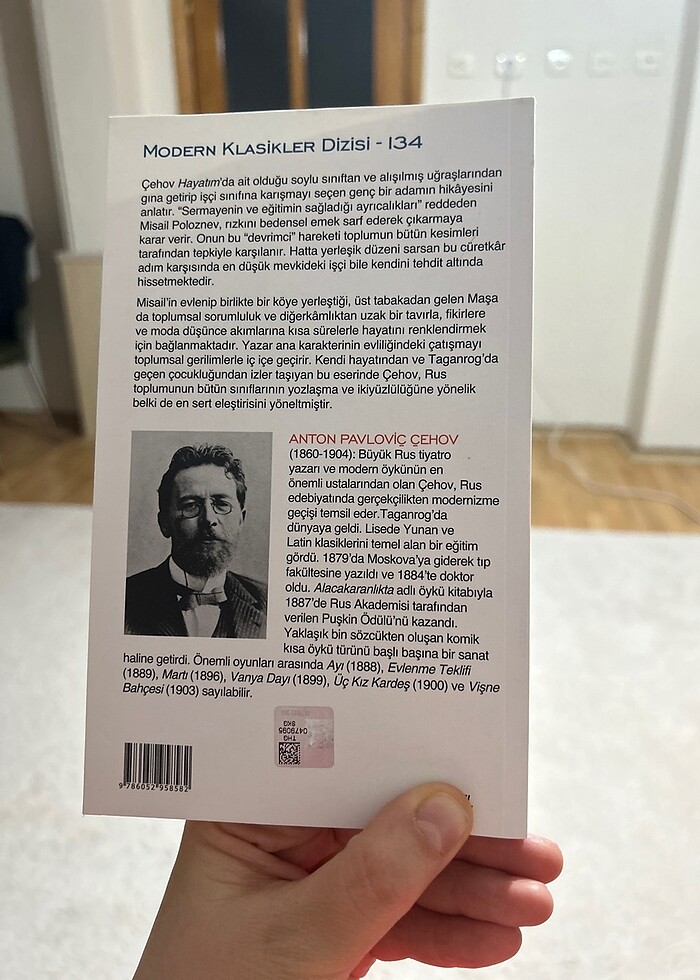 MODERN KLASİKLER DİZİSİ - 134
Çehov Hayatım'da ait olduğu soylu sınıftan ve alışılmış uğraşlarından
gına getirip işçi sınıfına karışmayı seçen genç bir adamın hikâyesini
anlatır. "Sermayenin ve eğitimin sağladığı ayrıcalıkları" reddeden
Misail Poloznev, rızkını bedensel emek sarf ederek çıkarmaya
karar verir. Onun bu "devrimci" hareketi toplumun bütün kesimleri
tarafından tepkiyle karşılanır. Hatta yerleşik düzeni sarsan bu cüretkâr
adım karşısında en düşük mevkideki işçi bile kendini tehdit altında
hissetmektedir.
Misail'in evlenip birlikte bir köye yerleştiği, üst tabakadan gelen Maşa
da toplumsal sorumluluk ve diğerkâmlıktan uzak bir tavırla, fikirlere
ve moda düşünce akımlarına kısa sürelerle hayatını renklendirmek
için bağlanmaktadır. Yazar ana karakterin evliliğindeki çatışmayı
toplumsal gerilimlerle iç içe geçirir. Kendi hayatından ve Taganrog'da
geçen çocukluğundan izler taşıyan bu eserinde Çehov, Rus
toplumunun bütün sınıflarının yozlaşma ve ikiyüzlülüğüne yönelik
belki de en sert eleştirisini yöneltmiştir.
ANTON PAVLOVİÇ ÇEHOV
(1860-1904): Büyük Rus tiyatro
yazarı ve modern öykünün en
önemli ustalarından olan Çehov, Rus
edebiyatında gerçekçilikten modernizme
geçişi temsil eder.Taganrog'da
dünyaya geldi. Lisede Yunan ve
Latin klasiklerini temel alan bir eğitim
gördü. 1879'da Moskova'ya giderek tıp
fakültesine yazıldı ve 1884'te doktor
oldu. Alacakaranlıkta adlı öykü kitabıyla
1887'de Rus Akademisi tarafından
verilen Puşkin Ödülü'nü kazandı.
Yaklaşık bin sözcükten oluşan komik
kısa öykü türünü başlı başına bir sanat
haline getirdi. Önemli oyunları arasında Ayı (1888), Evlenme Teklifi
(1889), Martı (1896), Vanya Dayı (1899), Üç Kız Kardeş (1900) ve Vişne
Bahçesi (1903) sayılabilir.
THG
0479095
SKG
9 786052 958582